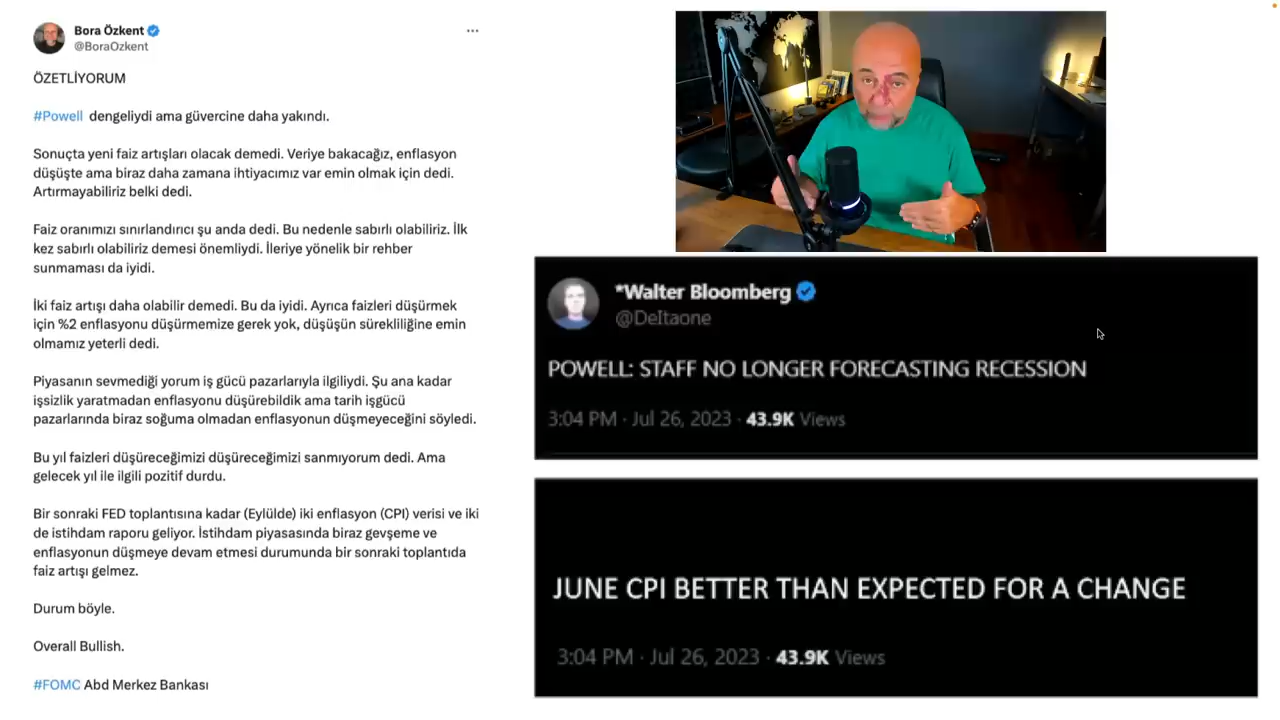 Bora Özkent
@BoraOzkent
ÖZETLİYORUM
#Powell dengeliydi ama güvercine daha yakındı.
Sonuçta yeni faiz artışları olacak demedi. Veriye bakacağız, enflasyon
düşüşte ama biraz daha zamana ihtiyacımız var emin olmak için dedi.
Artırmayabiliriz belki dedi.
Faiz oranımızı sınırlandırıcı şu anda dedi. Bu nedenle sabırlı olabiliriz. İlk
kez sabırlı olabiliriz demesi önemliydi. İleriye yönelik bir rehber
sunmaması da iyidi.
İki faiz artışı daha olabilir demedi. Bu da iyidi. Ayrıca faizleri düşürmek
için %2 enflasyonu düşürmemize gerek yok, düşüşün sürekliliğine emin
olmamız yeterli dedi.
Piyasanın sevmediği yorum iş gücü pazarlarıyla ilgiliydi. Şu ana kadar
işsizlik yaratmadan enflasyonu düşürebildik ama tarih işgücü
pazarlarında biraz soğuma olmadan enflasyonun düşmeyeceğini söyledi.
Bu yıl faizleri düşüreceğimizi düşüreceğimizi sanmıyorum dedi. Ama
gelecek yıl ile ilgili pozitif durdu.
Bir sonraki FED toplantısına kadar (Eylülde) iki enflasyon (CPI) verisi ve iki
de istihdam raporu geliyor. İstihdam piyasasında biraz gevşeme ve
enflasyonun düşmeye devam etmesi durumunda bir sonraki toplantıda
faiz artışı gelmez.
Durum böyle.
Overall Bullish.
#FOMC Abd Merkez Bankası
*Walter Bloomberg
@DeItaone
POWELL: STAFF NO LONGER FORECASTING RECESSION
3:04 PM · Jul 26, 2023 · 43.9K Views
JUNE CPI BETTER THAN EXPECTED FOR A CHANGE
3:04 PM · Jul 26, 2023 · 43.9K Views